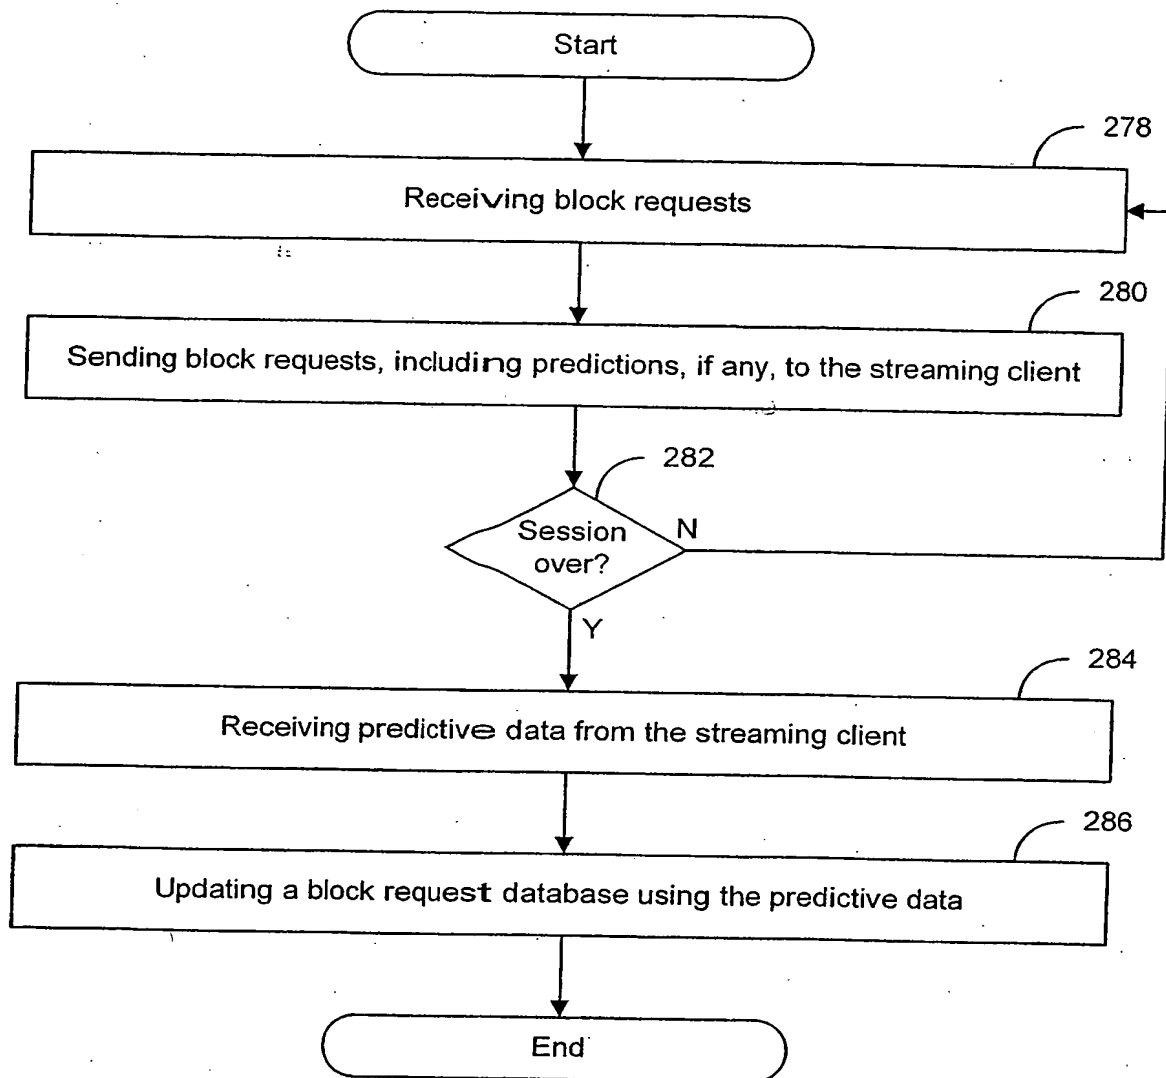 Start
278
Receiving block requests
280
Sending block requests, including predictions, if any, to the streaming client
282
Session
over?
N
Y
284
Receiving predictive data from the streaming client
286
Updating a block request database using the predictive data
End